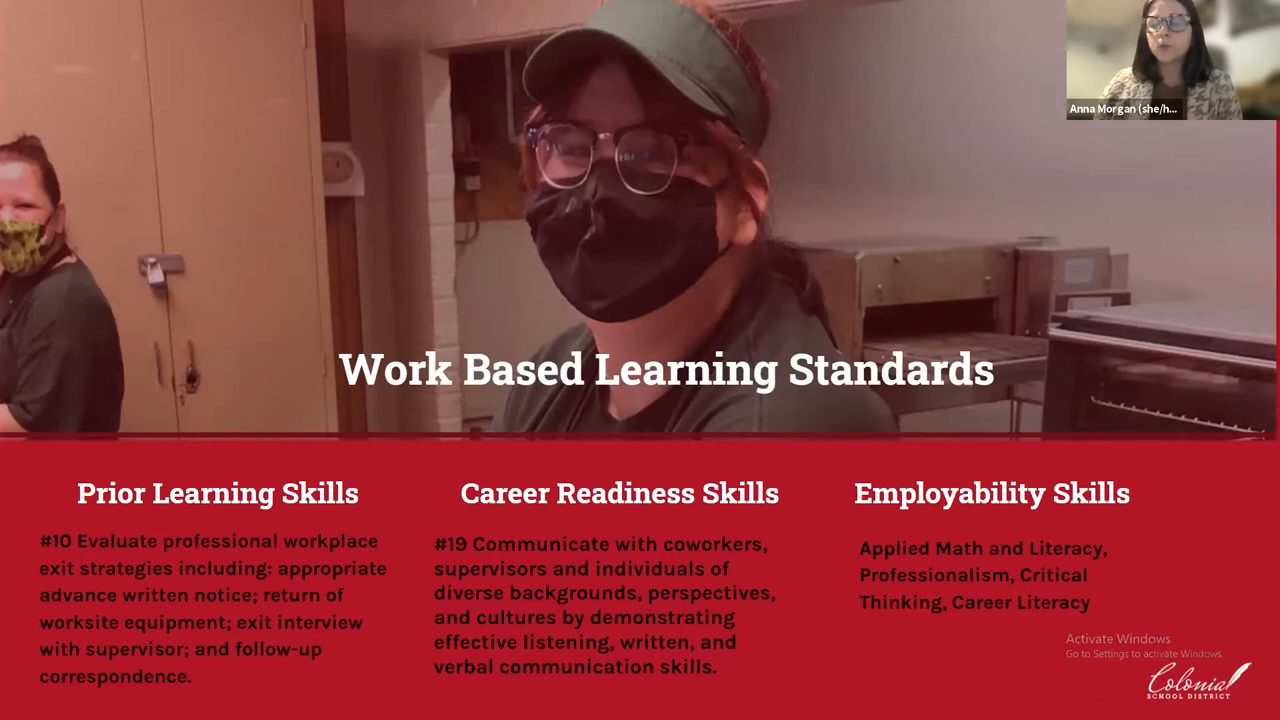 Anna Morgan (she/h...
Work Based Learning Standards
Prior Learning Skills
#10 Evaluate professional workplace
exit strategies including: appropriate
advance written notice; return of
worksite equipment; exit interview
with supervisor; and follow-up
correspondence.
Career Readiness Skills
#19 Communicate with coworkers,
supervisors and individuals of
diverse backgrounds, perspectives,
and cultures by demonstrating
effective listening, written, and
verbal communication skills.
Employability Skills
Applied Math and Literacy,
Professionalism, Critical
Thinking, Career Literacy
Activate Windows
Go to Settings to activate Windows.
Colonial
SCHOOL DISTRICT